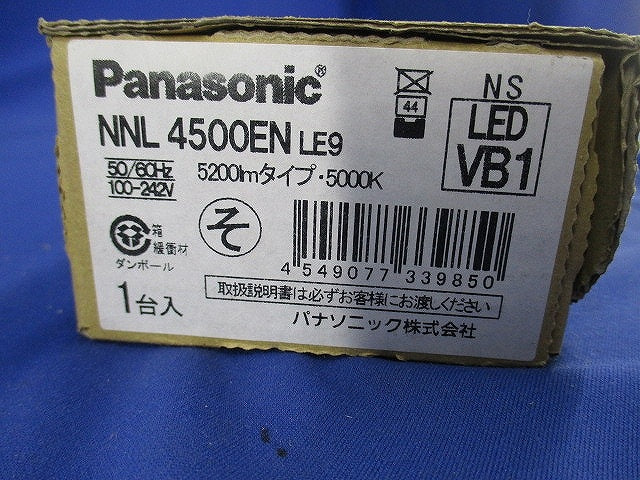 Panasonic®
NNL 4500EN LE9
50/60Hz
100-242V
5200lmタイプ・5000K
44
NS
LED
VB1
箱
緩衝材
ダンボール
そ
1台入
4 549077 339850
取扱説明書は必ずお客様にお渡しください
パナソニック株式会社